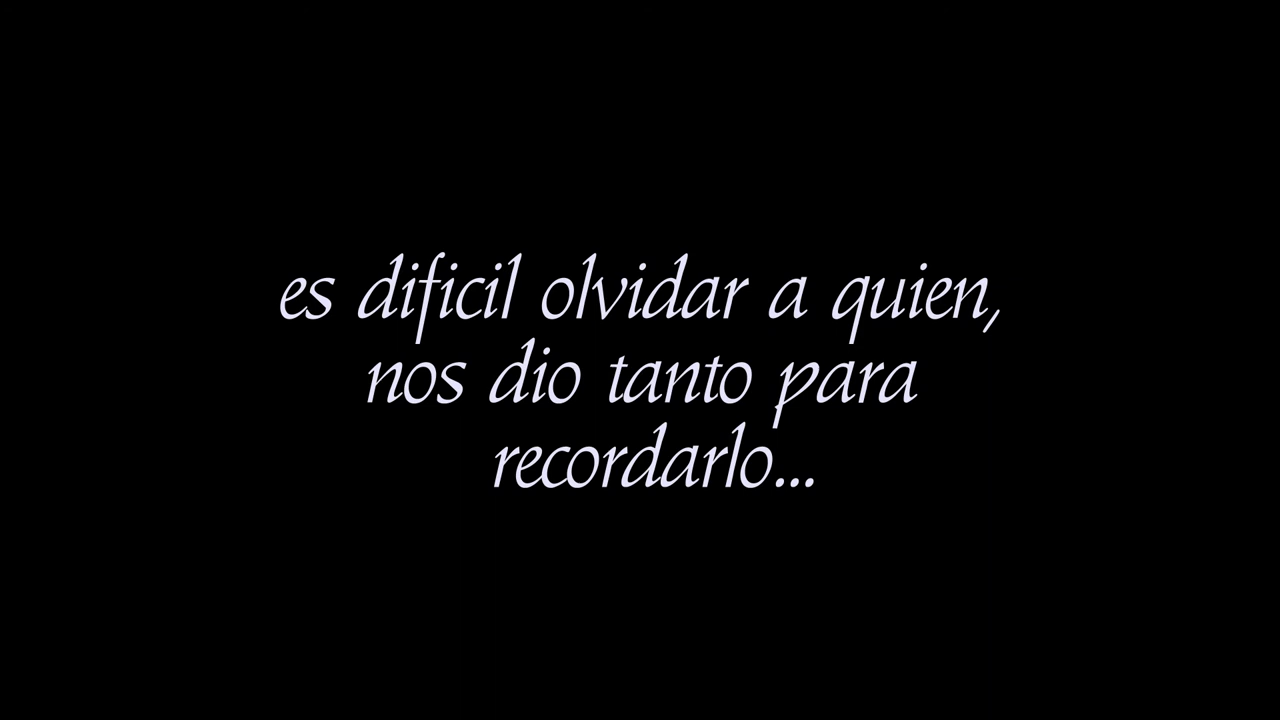 es dificil olvidar a quien,
nos dio tanto para
recordarlo...